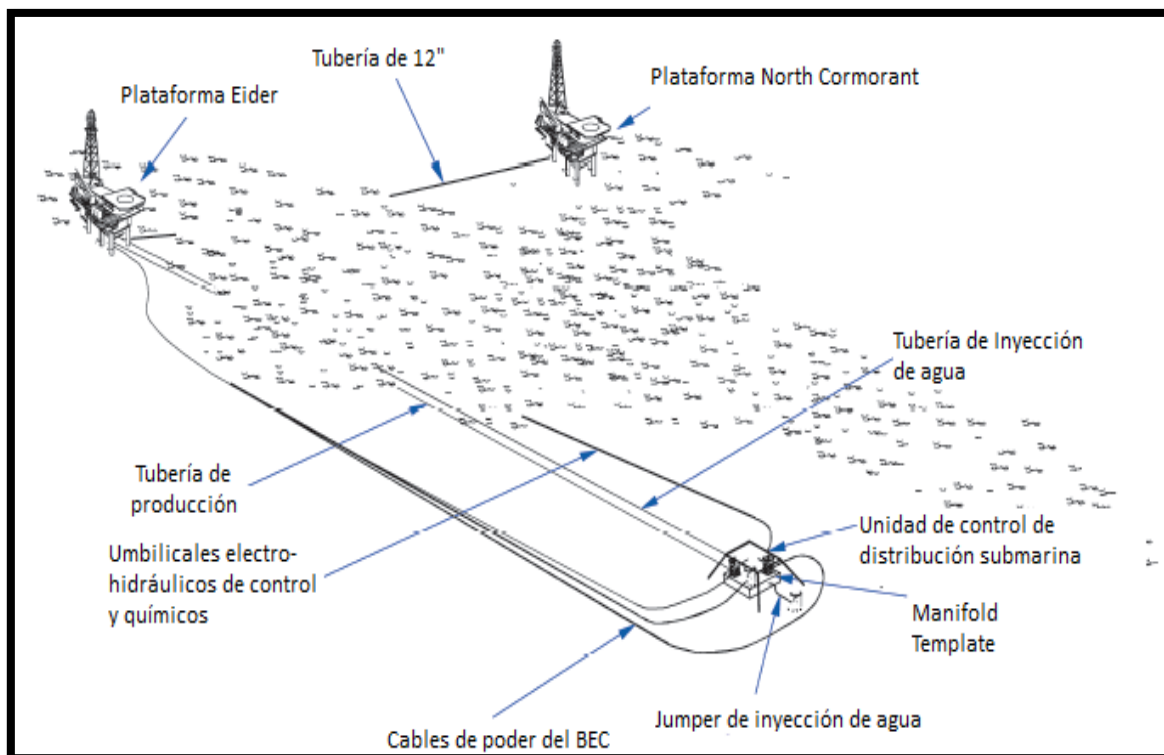 Tubería de 12"
Plataforma North Cormorant
Plataforma Eider
Tubería de Inyección
de agua
Tubería de
producción
Umbilicales electro-
hidráulicos de control
y químicos
Unidad de control de
distribución submarina
Manifold
Template
Jumper de inyección de agua
Cables de poder del BEC